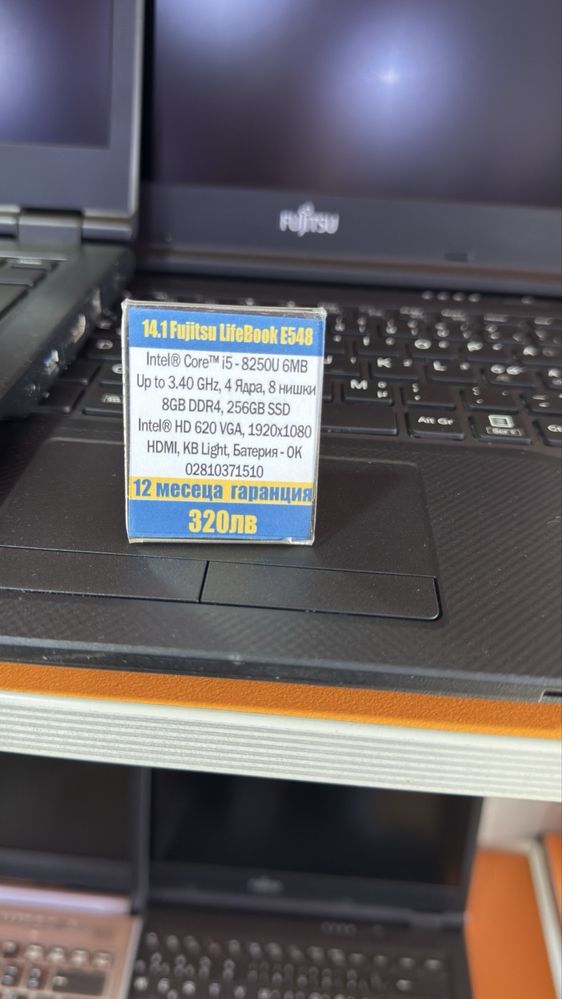 FUJITSU
14.1 Fujitsu LifeBook E548
Intel® Core™ i5 - 8250U 6MB
Up to 3.40 GHz, 4 Ядра, 8 нишки
8GB DDR4, 256GB SSD
Intel® HD 620 VGA, 1920x1080
HDMI, KB Light, Батерия - OK
02810371510
12 месеца гаранция
320лв
Alt Gr